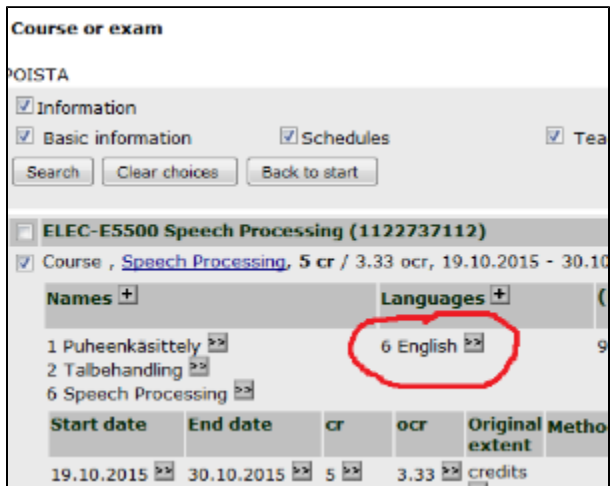 Course or exam
POISTA
Information
Basic information Schedules Tea
Search Clear choices Back to start
ELEC-E5500 Speech Processing (1122737112)
Course , Speech Processing, 5 cr / 3.33 ocr, 19.10.2015 - 30.10
Names + Languages + (
1 Puheenkäsittely >> 6 English >> 9
2 Talbehandling >>
6 Speech Processing >>
Start date End date cr ocr Original Metho
extent
19.10.2015 >> 30.10.2015 >> 5 >> 3.33 >> credits